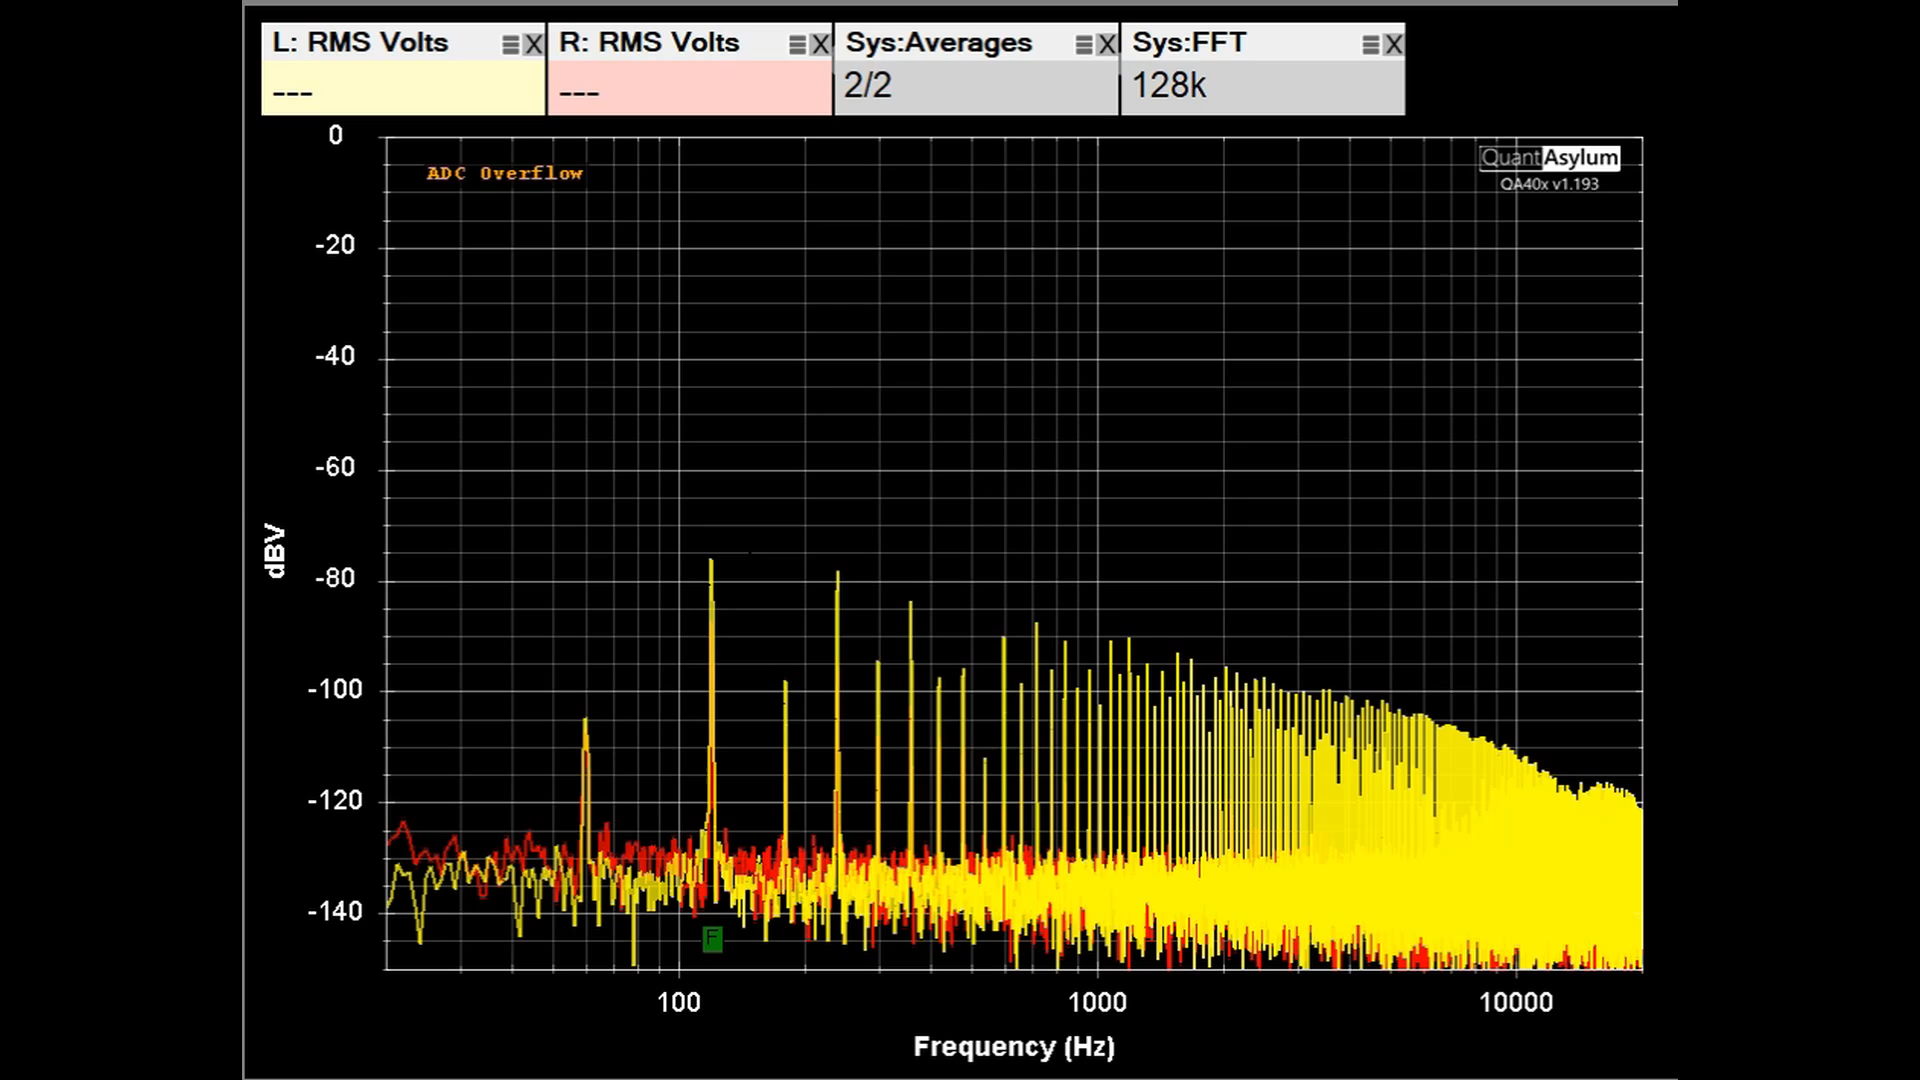 L: RMS Volts X R: RMS Volts X Sys:Averages X Sys:FFT X
--- --- 2/2 128k
0
ADC Overflow
QuantAsylum
QA40x v1.193
-20
-40
-60
dBV
-80
-100
-120
-140
F
100 1000 10000
Frequency (Hz)